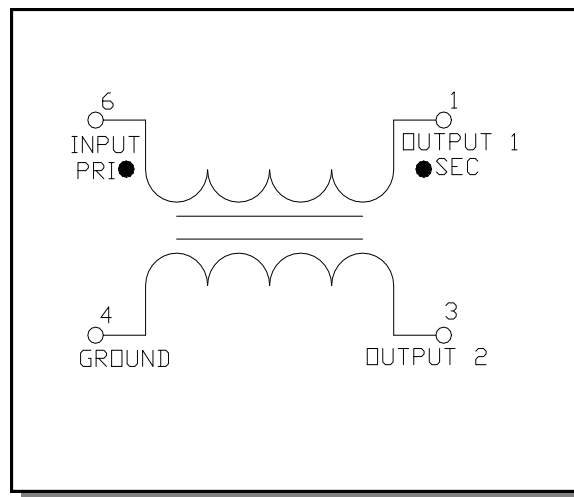 6
1
INPUT
OUTPUT 1
PRI
SEC
4
3
GROUND
OUTPUT 2